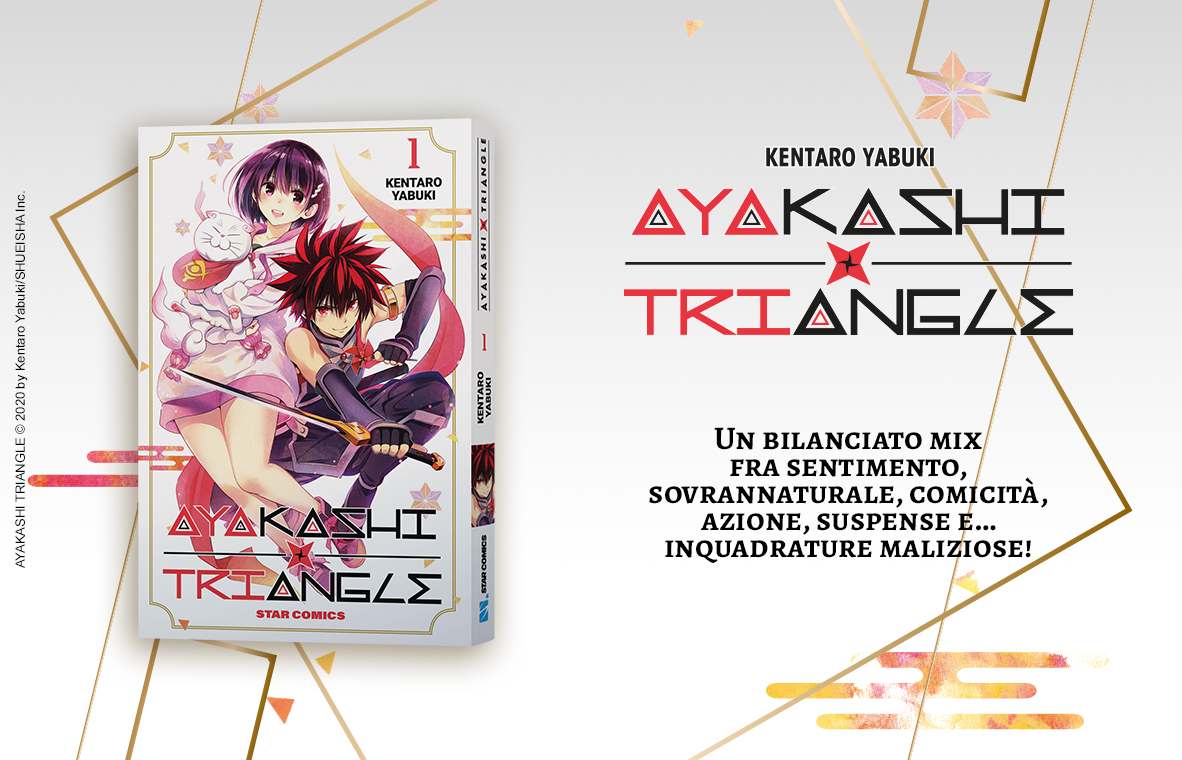 AYAKASHI TRIANGLE © 2020 by Kentaro Yabuki/SHUEISHA Inc.
1
KENTARO
YABUKI
AYAKASHI
TRIANGLE
STAR COMICS
AYAKASHI TRIANGLE
1
KENTARO
YABUKI
STAR COMICS
KENTARO YABUKI
AYAKASHI
TRIANGLE
UN BILANCIATO MIX
FRA SENTIMENTO,
SOVRANNATURALE, COMICITÀ,
AZIONE, SUSPENSE E...
INQUADRATURE MALIZIOSE!